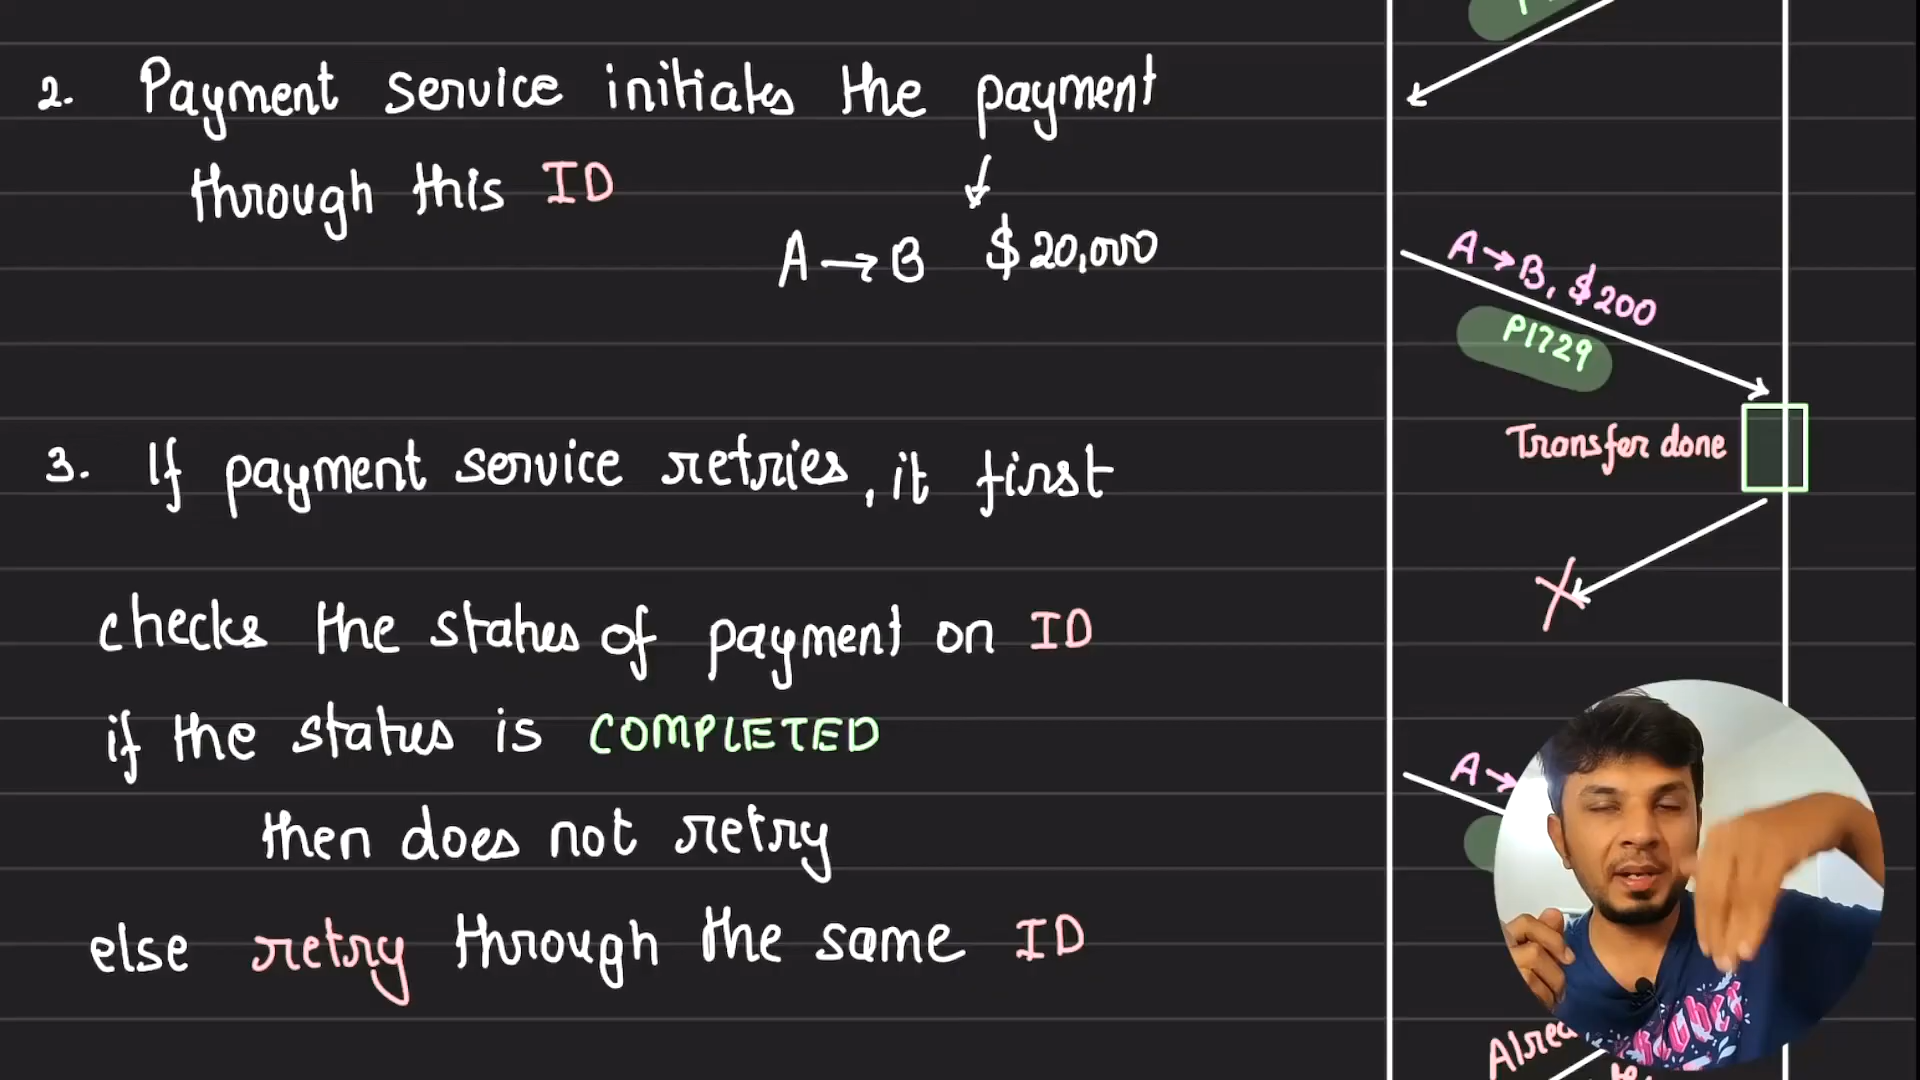 2. Payment service initiates the payment
through this ID
A → B $20,000
3. If payment service retries, it first
checks the status of payment on ID
if the status is COMPLETED
then does not retry
else retry through the same ID
A→B, $200
P1729
Transfer done
A→
Alrea